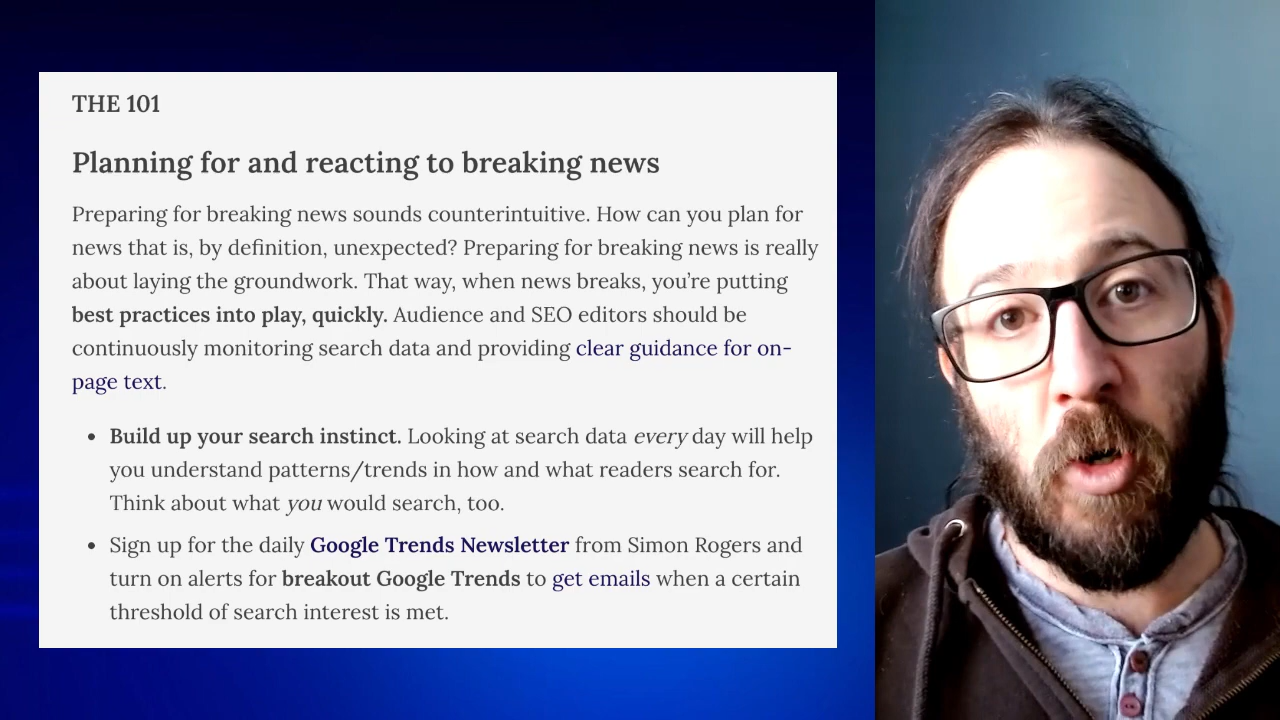 THE 101
Planning for and reacting to breaking news
Preparing for breaking news sounds counterintuitive. How can you plan for
news that is, by definition, unexpected? Preparing for breaking news is really
about laying the groundwork. That way, when news breaks, you’re putting
best practices into play, quickly. Audience and SEO editors should be
continuously monitoring search data and providing clear guidance for on-
page text.
• Build up your search instinct. Looking at search data every day will help
you understand patterns/trends in how and what readers search for.
Think about what you would search, too.
• Sign up for the daily Google Trends Newsletter from Simon Rogers and
turn on alerts for breakout Google Trends to get emails when a certain
threshold of search interest is met.